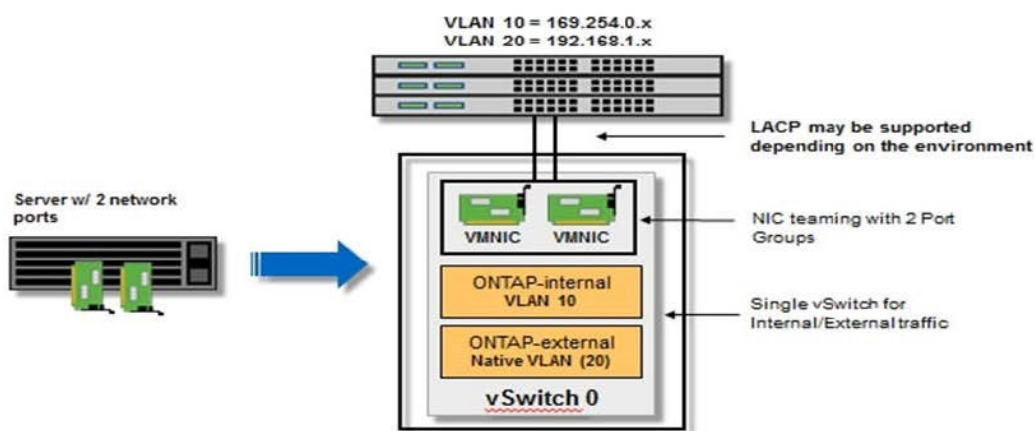 VLAN 10 = 169.254.0.x
VLAN 20 = 192.168.1.x
LACP may be supported
depending on the environment
Server w/ 2 network
ports
VMNIC
VMNIC
NIC teaming with 2 Port
Groups
ONTAP-internal
VLAN 10
Single vSwitch for
Internal/External traffic
ONTAP-external
Native VLAN (20)
vSwitch 0